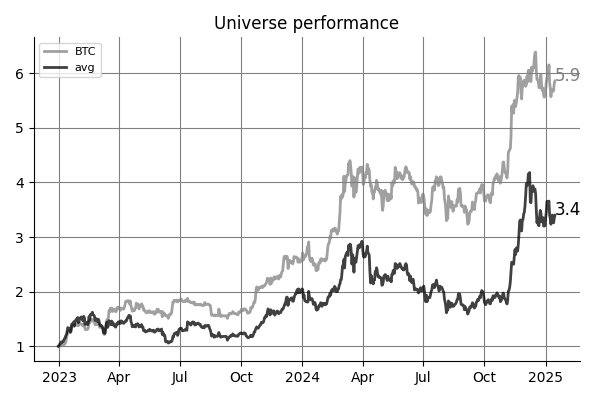 Universe performance
BTC
avg
6
5
4
3
2
1
5.9
3.4
2023
Apr
Jul
Oct
2024
Apr
Jul
Oct
2025